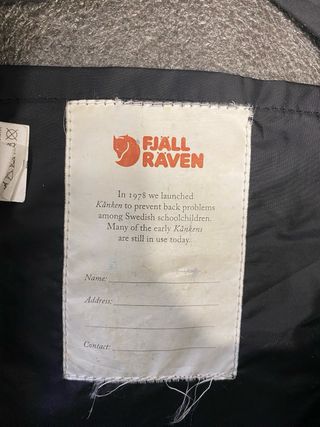 FJÄLL
RÄVEN
In 1978 we launched
Kånken to prevent back problems
among Swedish schoolchildren.
Many of the early Kånkens
are still in use today.
Name:
Address:
Contact: